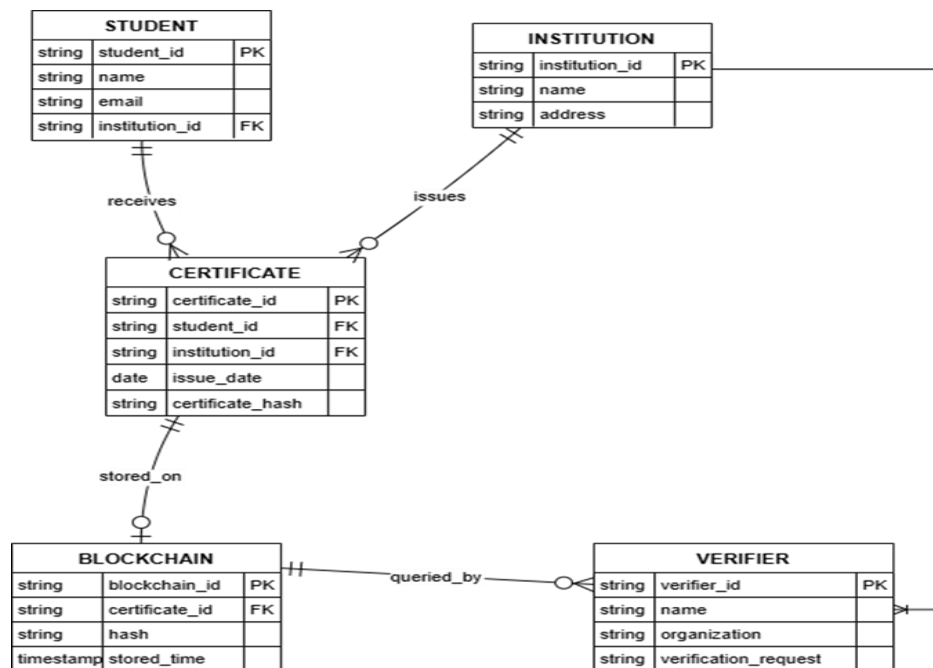 STUDENT
string student_id PK
string name
string email
string institution_id FK
INSTITUTION
string institution_id PK
string name
string address
receives
issues
CERTIFICATE
string certificate_id PK
string student_id FK
string institution_id FK
date issue_date
string certificate_hash
stored_on
BLOCKCHAIN
string blockchain_id PK
string certificate_id FK
string hash
timestamp stored_time
queried_by
VERIFIER
string verifier_id PK
string name
string organization
string verification_request